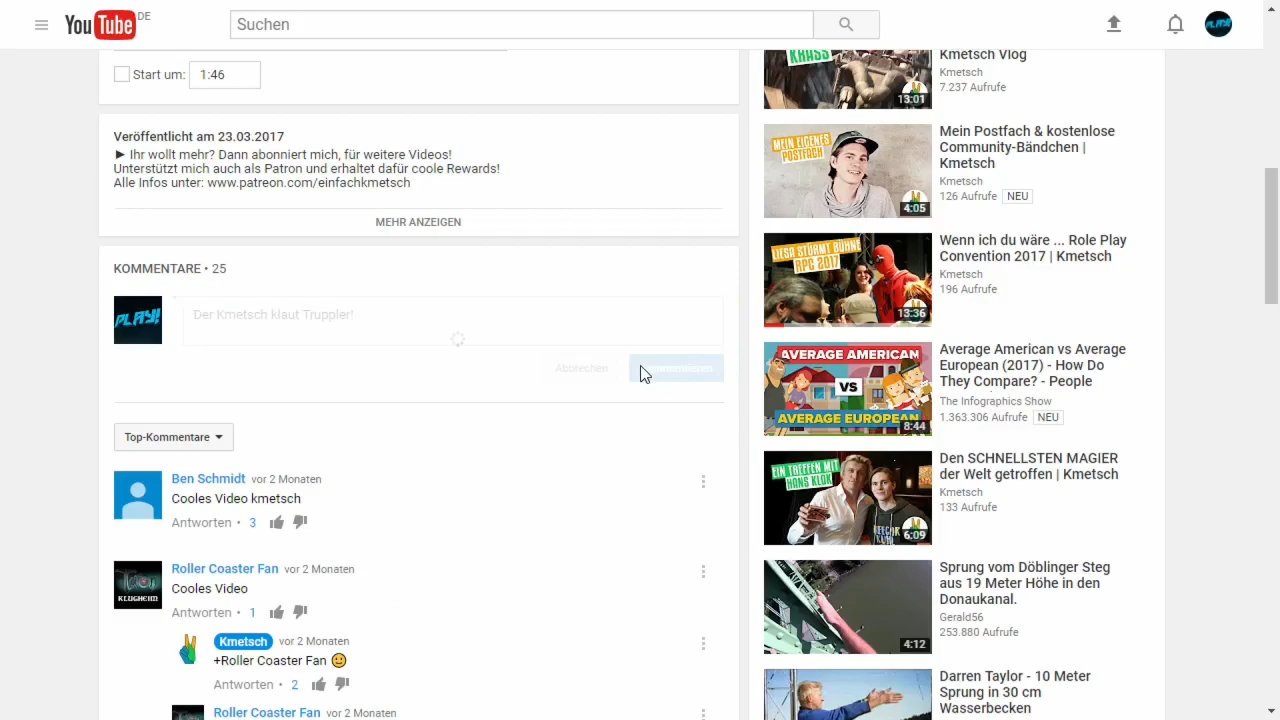 YouTube DE
Suchen
PLAY!
Start um: 1:46
Veröffentlicht am 23.03.2017
► Ihr wollt mehr? Dann abonniert mich, für weitere Videos!
Unterstützt mich auch als Patron und erhaltet dafür coole Rewards!
Alle Infos unter: www.patreon.com/einfachkmetsch
MEHR ANZEIGEN
KOMMENTARE • 25
PLAY!
Der Kmetsch klaut Truppler!
Abbrechen
Top-Kommentare
Ben Schmidt vor 2 Monaten
Cooles Video kmetsch
Antworten • 3
KLUGHEIM
Roller Coaster Fan vor 2 Monaten
Cooles Video
Antworten • 1
Kmetsch vor 2 Monaten
+Roller Coaster Fan 🙂
Antworten • 2
Roller Coaster Fan vor 2 Monaten
KRASS
13:01
Kmetsch Vlog
Kmetsch
7.237 Aufrufe
MEIN EIGENES
POSTFACH
4:05
Mein Postfach & kostenlose
Community-Bändchen |
Kmetsch
Kmetsch
126 Aufrufe NEU
LIESA STÜRMT BÜHNE
RPC 2017
13:36
Wenn ich du wäre ... Role Play
Convention 2017 | Kmetsch
Kmetsch
196 Aufrufe
AVERAGE AMERICAN
VS
AVERAGE EUROPEAN
8:44
Average American vs Average
European (2017) - How Do
They Compare? - People
The Infographics Show
1.363.306 Aufrufe NEU
EIN TREFFEN MIT
HANS KLOK
6:09
Den SCHNELLSTEN MAGIER
der Welt getroffen | Kmetsch
Kmetsch
133 Aufrufe
4:12
Sprung vom Döblinger Steg
aus 19 Meter Höhe in den
Donaukanal.
Gerald56
253.880 Aufrufe
Darren Taylor - 10 Meter
Sprung in 30 cm
Wasserbecken